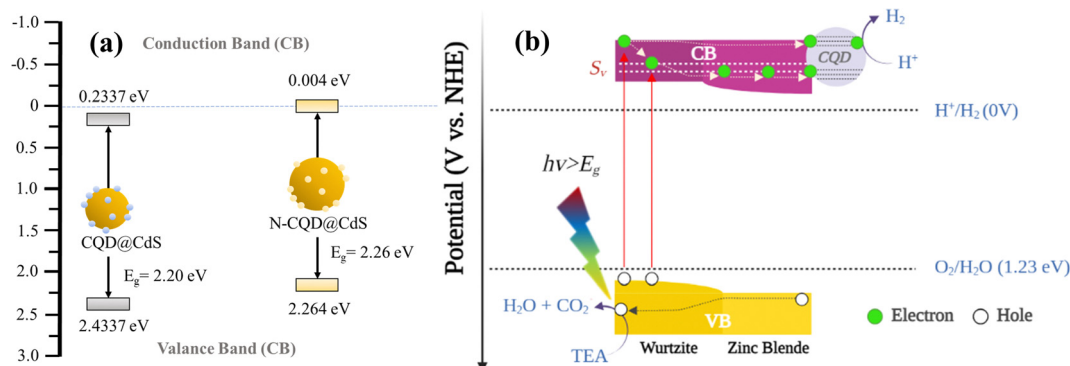 (a)
Conduction Band (CB)
-1.0
-0.5
0
0.5
1.0
1.5
2.0
2.5
3.0
0.2337 eV
0.004 eV
CQD@CdS
N-CQD@CdS
Eg= 2.20 eV
Eg= 2.26 eV
2.4337 eV
2.264 eV
Valance Band (CB)
Potential (V vs. NHE)
(b)
CB
Sv
CQD
H2
H+
H+/H2 (0V)
hv>Eg
O2/H2O (1.23 eV)
H2O + CO2
VB
TEA
Wurtzite
Zinc Blende
Electron
Hole